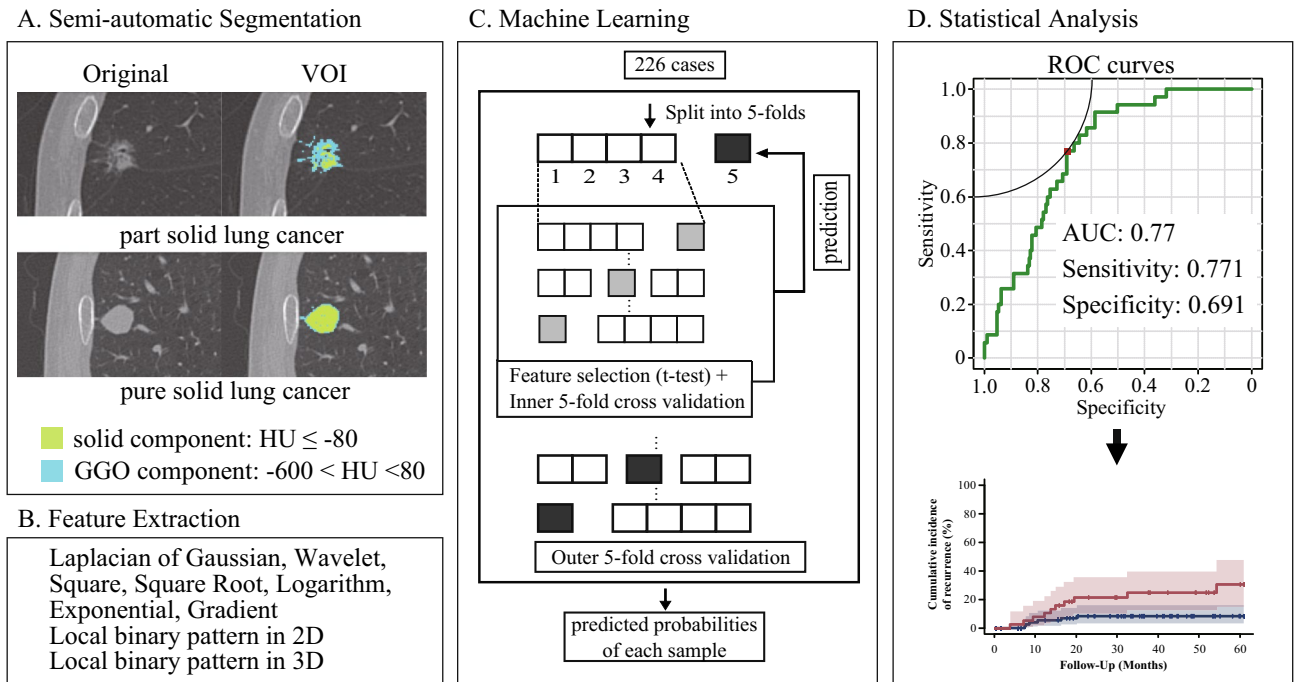 A. Semi-automatic Segmentation
Original
VOI
part solid lung cancer
pure solid lung cancer
solid component: HU ≤ -80
GGO component: -600 < HU <80
B. Feature Extraction
Laplacian of Gaussian, Wavelet,
Square, Square Root, Logarithm,
Exponential, Gradient
Local binary pattern in 2D
Local binary pattern in 3D
C. Machine Learning
226 cases
Split into 5-folds
1 2 3 4 5
prediction
Feature selection (t-test) +
Inner 5-fold cross validation
Outer 5-fold cross validation
predicted probabilities
of each sample
D. Statistical Analysis
ROC curves
Sensitivity
1.0
0.8
0.6
0.4
0.2
0
AUC: 0.77
Sensitivity: 0.771
Specificity: 0.691
1.0 0.8 0.6 0.4 0.2 0
Specificity
Cumulative incidence
of recurrence (%)
100
80
60
40
20
0
0 10 20 30 40 50 60
Follow-Up (Months)